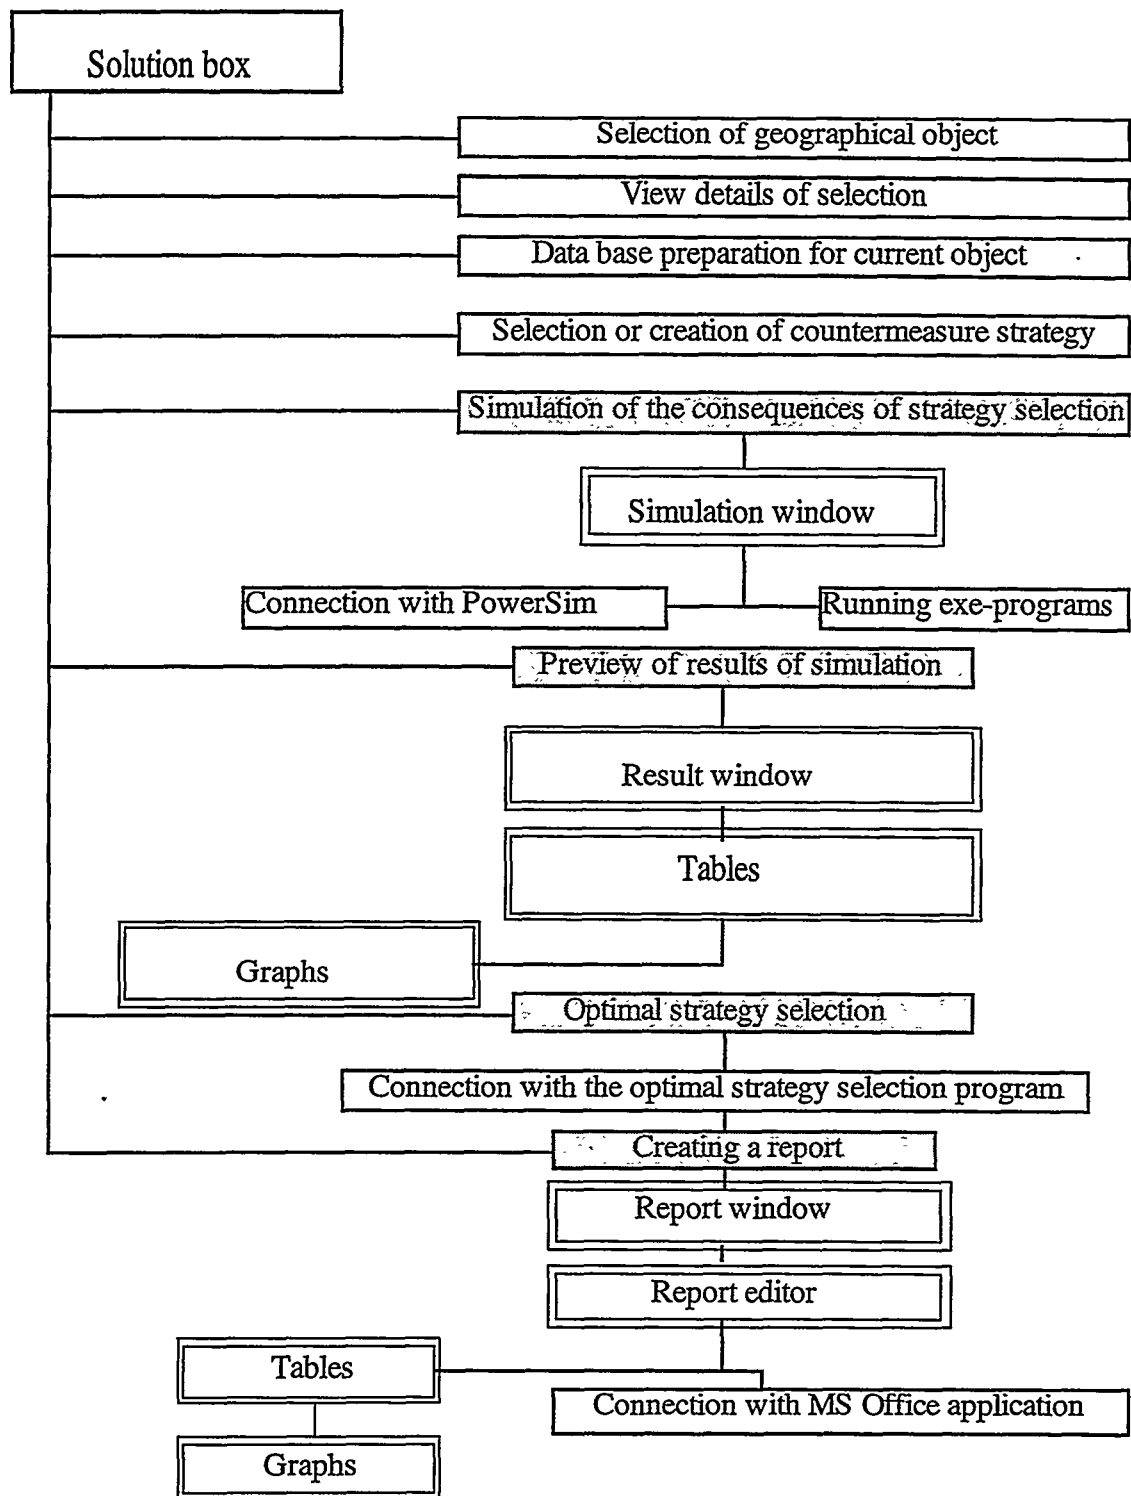 Solution box
Selection of geographical object
View details of selection
Data base preparation for current object
Selection or creation of countermeasure strategy
Simulation of the consequences of strategy selection
Simulation window
Connection with PowerSim
Running exe-programs
Preview of results of simulation
Result window
Tables
Graphs
Optimal strategy selection
Connection with the optimal strategy selection program
Creating a report
Report window
Report editor
Tables
Connection with MS Office application
Graphs